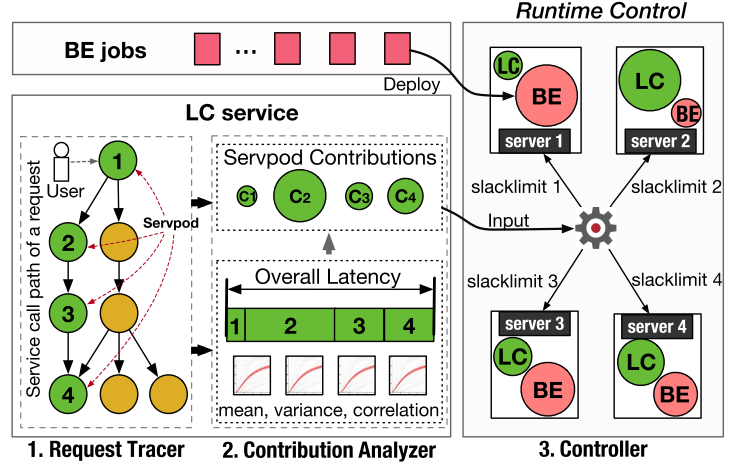 Runtime Control
BE jobs
...
Deploy
LC
BE
server 1
LC
BE
server 2
LC service
Service call path of a request
User
1
Servpod
2
3
4
Servpod Contributions
C1
C2
C3
C4
Overall Latency
1
2
3
4
mean, variance, correlation
Input
slacklimit 1
slacklimit 2
slacklimit 3
slacklimit 4
server 3
LC
BE
server 4
LC
BE
1. Request Tracer
2. Contribution Analyzer
3. Controller